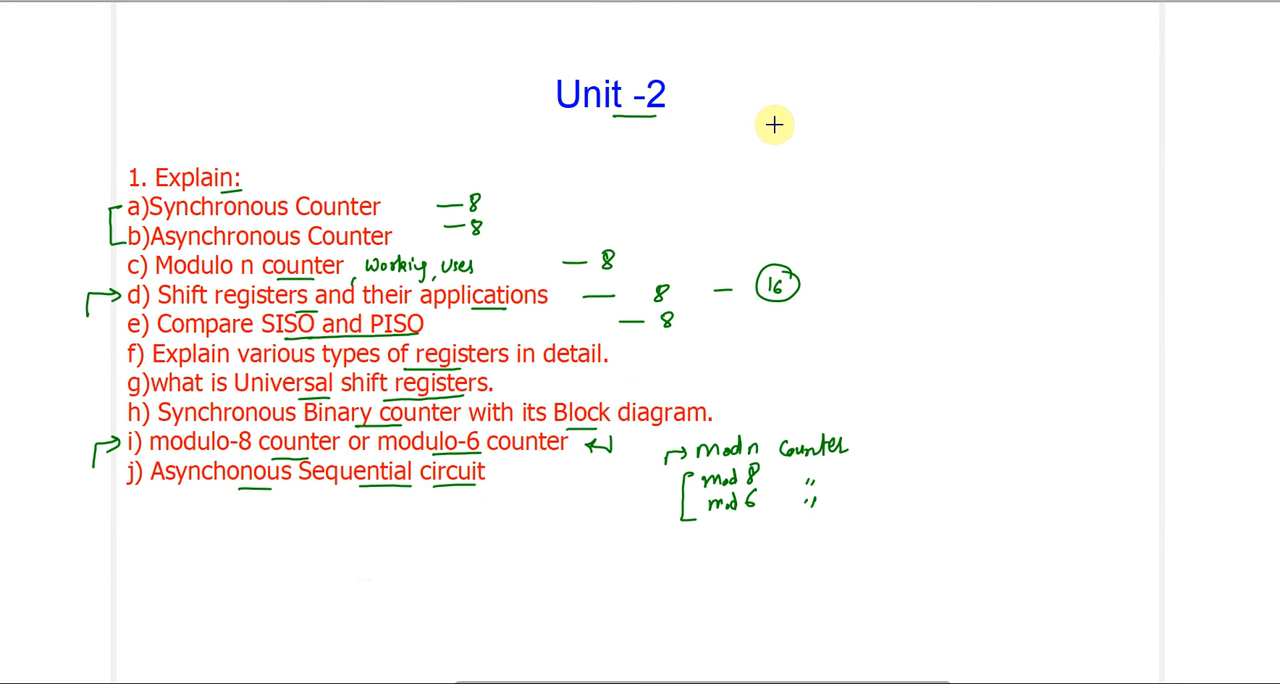 Unit -2
1. Explain:
a)Synchronous Counter — 8
b)Asynchronous Counter — 8
c) Modulo n counter, working, uses — 8
d) Shift registers and their applications — 8 — 16
e) Compare SISO and PISO — 8
f) Explain various types of registers in detail.
g)what is Universal shift registers.
h) Synchronous Binary counter with its Block diagram.
i) modulo-8 counter or modulo-6 counter
j) Asynchonous Sequential circuit
→ mod n counter
mod 8 "
mod 6 "